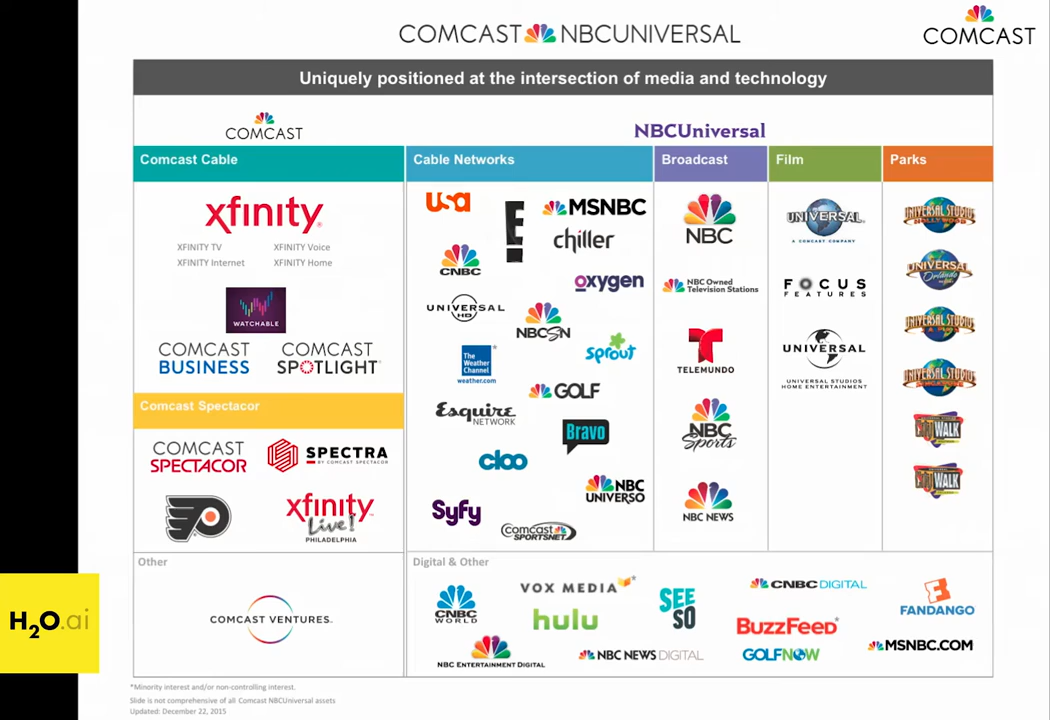 COMCAST NBCUNIVERSAL
COMCAST
Uniquely positioned at the intersection of media and technology
COMCAST
NBCUniversal
Comcast Cable
Cable Networks
Broadcast
Film
Parks
xfinity
XFINITY TV
XFINITY Voice
XFINITY Internet
XFINITY Home
WATCHABLE
COMCAST
BUSINESS
COMCAST
SPOTLIGHT
Comcast Spectacor
COMCAST
SPECTACOR
SPECTRA
BY COMCAST SPECTACOR
xfinity
Live!
PHILADELPHIA
Other
COMCAST VENTURES
usa
E!
MSNBC
chiller
CNBC
oxygen
UNIVERSAL
HD
NBCSN
The
Weather
Channel
weather.com
*
sprout
GOLF
Esquire
NETWORK
Bravo
cloo
NBC
UNIVERSO
Syfy
Comcast
SPORTSNET
NBC
NBC Owned
Television Stations
TELEMUNDO
NBC
Sports
NBC NEWS
UNIVERSAL
A COMCAST COMPANY
FOCUS
FEATURES
UNIVERSAL
UNIVERSAL STUDIOS
HOME ENTERTAINMENT
UNIVERSAL STUDIOS
HOLLYWOOD
UNIVERSAL
Orlando
UNIVERSAL STUDIOS
UNIVERSAL STUDIOS
SINGAPORE
WALK
WALK
Digital & Other
CNBC
WORLD
VOX MEDIA*
hulu
SEE
SO
CNBC DIGITAL
FANDANGO
BuzzFeed*
NBC ENTERTAINMENT DIGITAL
NBC NEWS DIGITAL
GOLFNOW
MSNBC.COM
H2O.ai
*Minority interest and/or non-controlling interest.
Slide is not comprehensive of all Comcast NBCUniversal assets
Updated: December 22, 2015